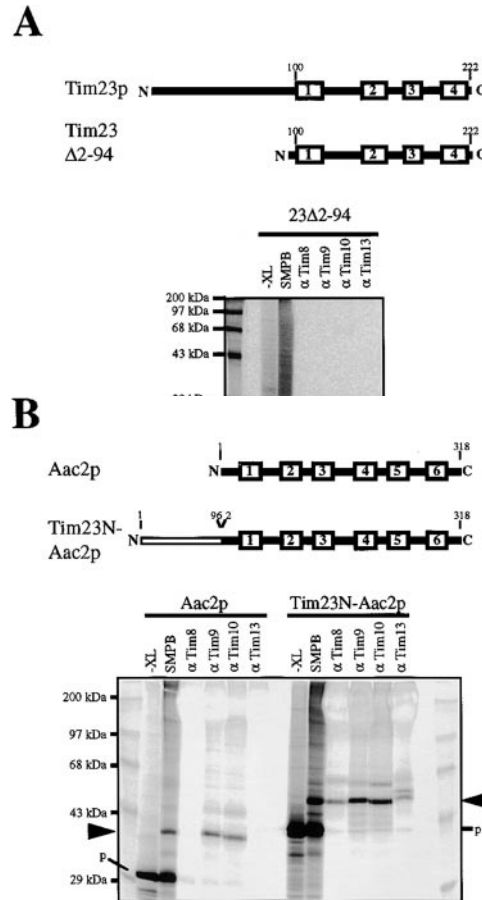 A
100 222
Tim23p N 1 2 3 4 C
Tim23
Δ2-94
100 222
N 1 2 3 4 C
23Δ2-94
-XL SMPB α Tim8 α Tim9 α Tim10 α Tim13
200 kDa
97 kDa
68 kDa
43 kDa
B
1 318
Aac2p N 1 2 3 4 5 6 C
1 96 2 318
Tim23N-
Aac2p
N 1 2 3 4 5 6 C
Aac2p Tim23N-Aac2p
-XL SMPB α Tim8 α Tim9 α Tim10 α Tim13 -XL SMPB α Tim8 α Tim9 α Tim10 α Tim13
200 kDa
97 kDa
68 kDa
43 kDa
p
p
29 kDa